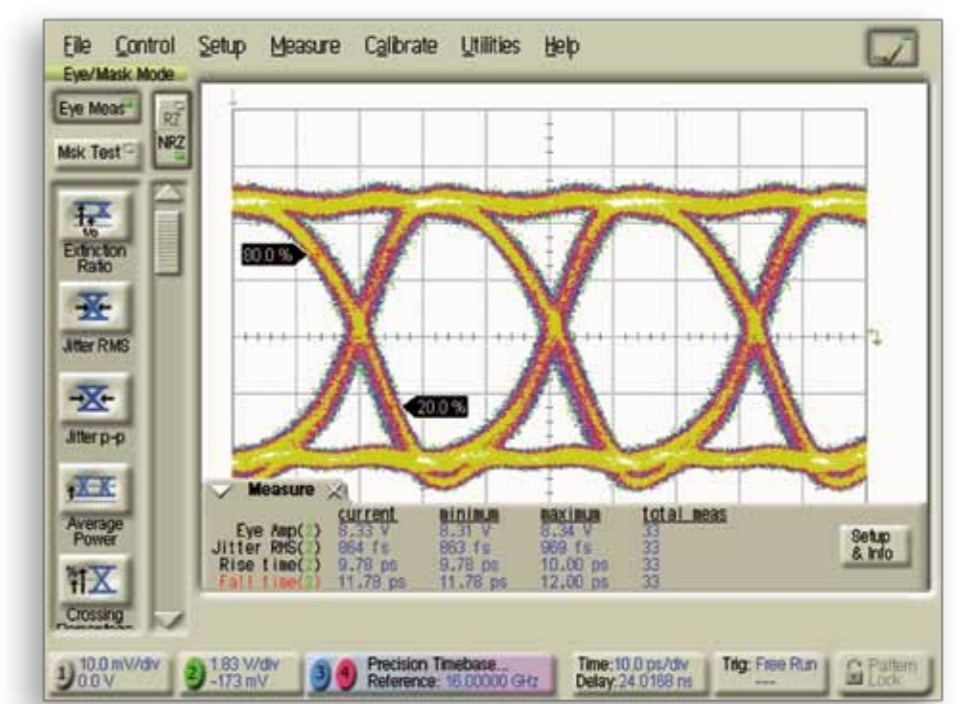 File Control Setup Measure Calibrate Utilities Help
Eye/Mask Mode
Eye Meas
RZ
NRZ
Msk Test
Extinction
Ratio
Jitter RMS
Jitter p-p
Average
Power
Crossing
80.0 %
20.0 %
Measure
current minimum maximum total meas
Eye Amp(2) 8.33 V 8.31 V 8.34 V 33
Jitter RMS(2) 864 fs 863 fs 969 fs 33
Rise time(2) 9.78 ps 9.78 ps 10.00 ps 33
Fall time(2) 11.78 ps 11.78 ps 12.00 ps 33
Setup
& Info
1) 10.0 mV/div
0.0 V
2) 1.83 V/div
-173 mV
3) 4)
Precision Timebase...
Reference: 16.00000 GHz
Time:10.0 ps/div
Delay:24.0168 ns
Trig: Free Run
---
Pattern
Lock